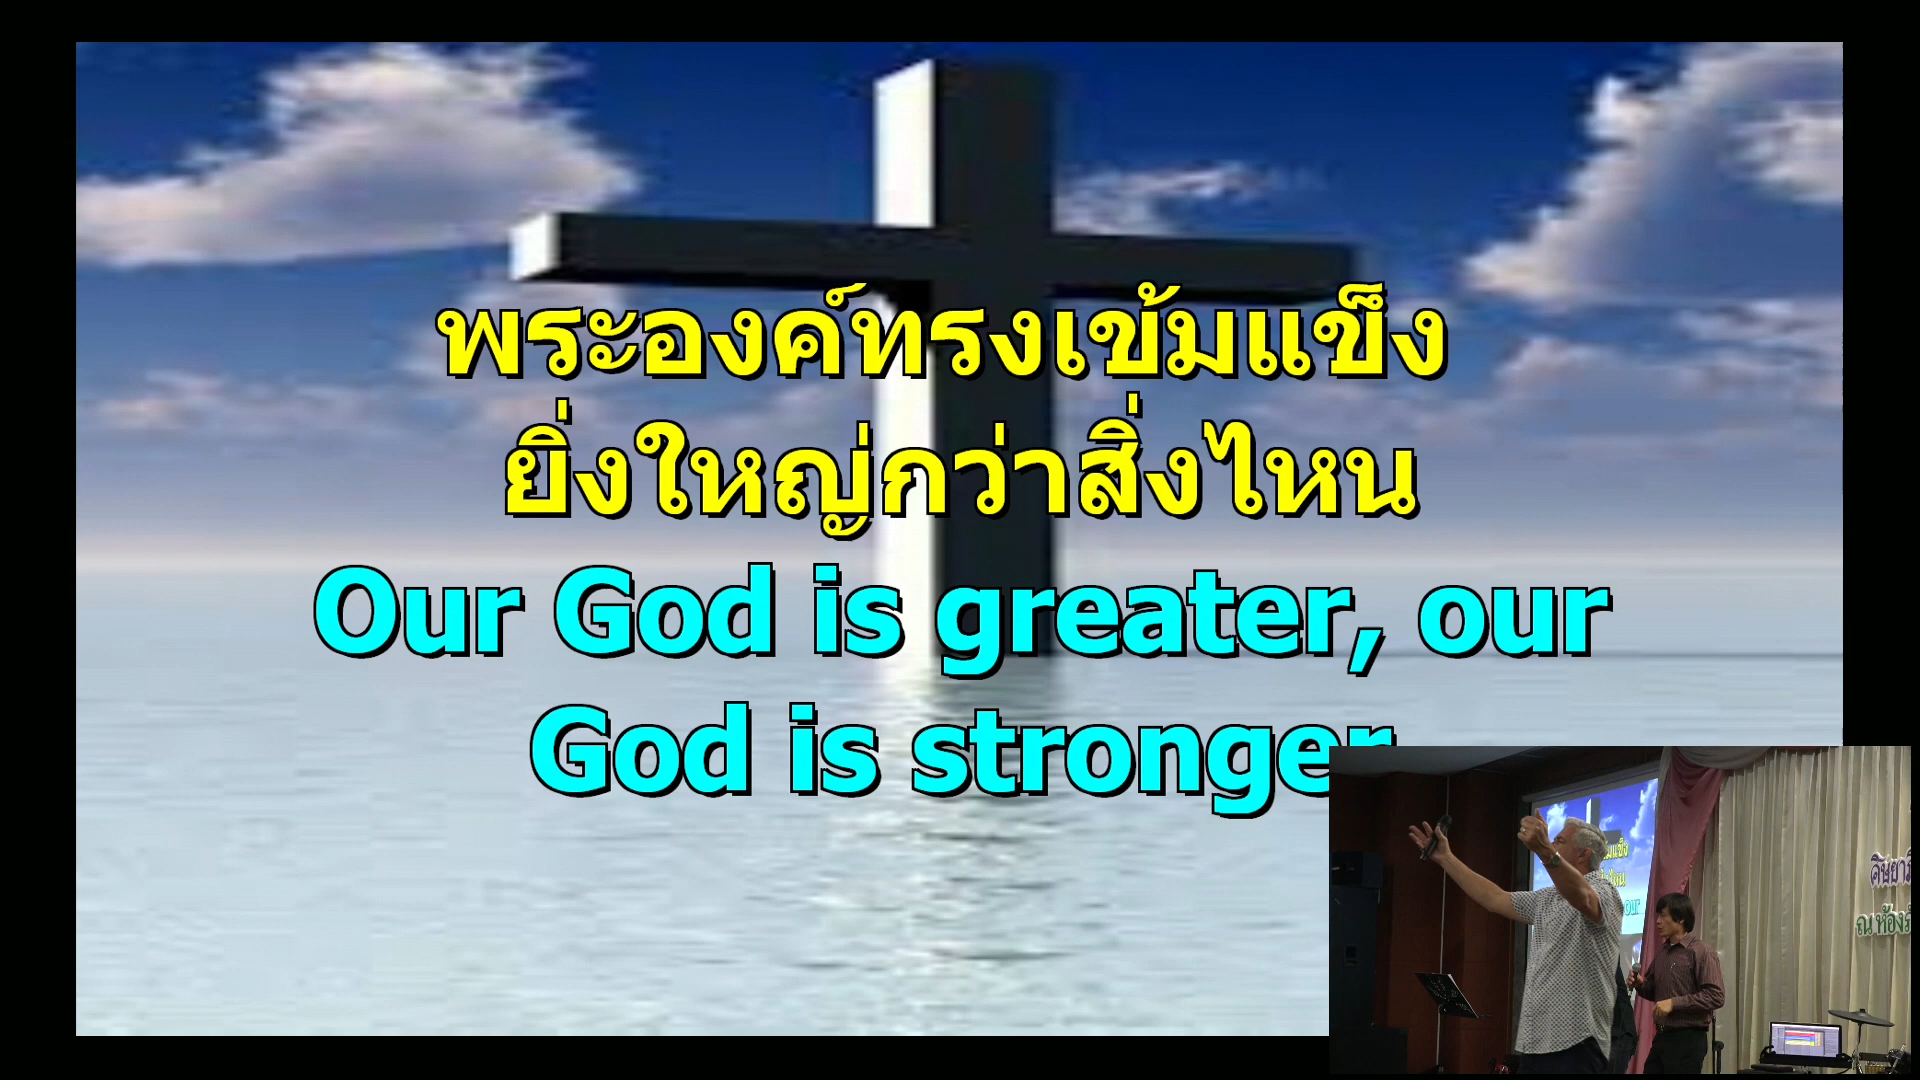 พระองค์ทรงเข้มแข็ง
ยิ่งใหญ่กว่าสิ่งไหน
Our God is greater, our
God is stronger
our